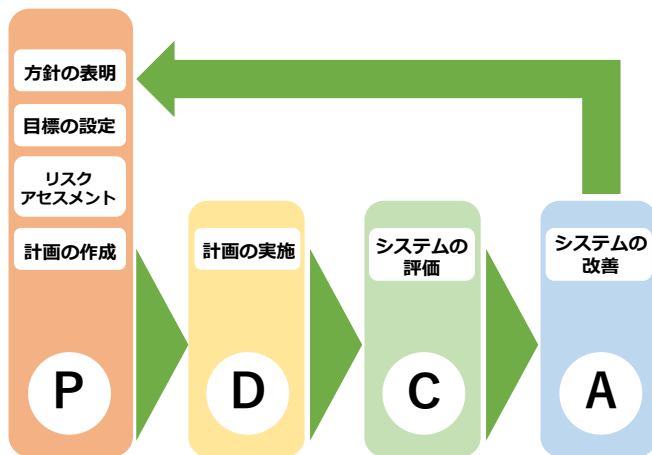 方針の表明
目標の設定
リスク
アセスメント
計画の作成
P
計画の実施
D
システムの
評価
C
システムの
改善
A